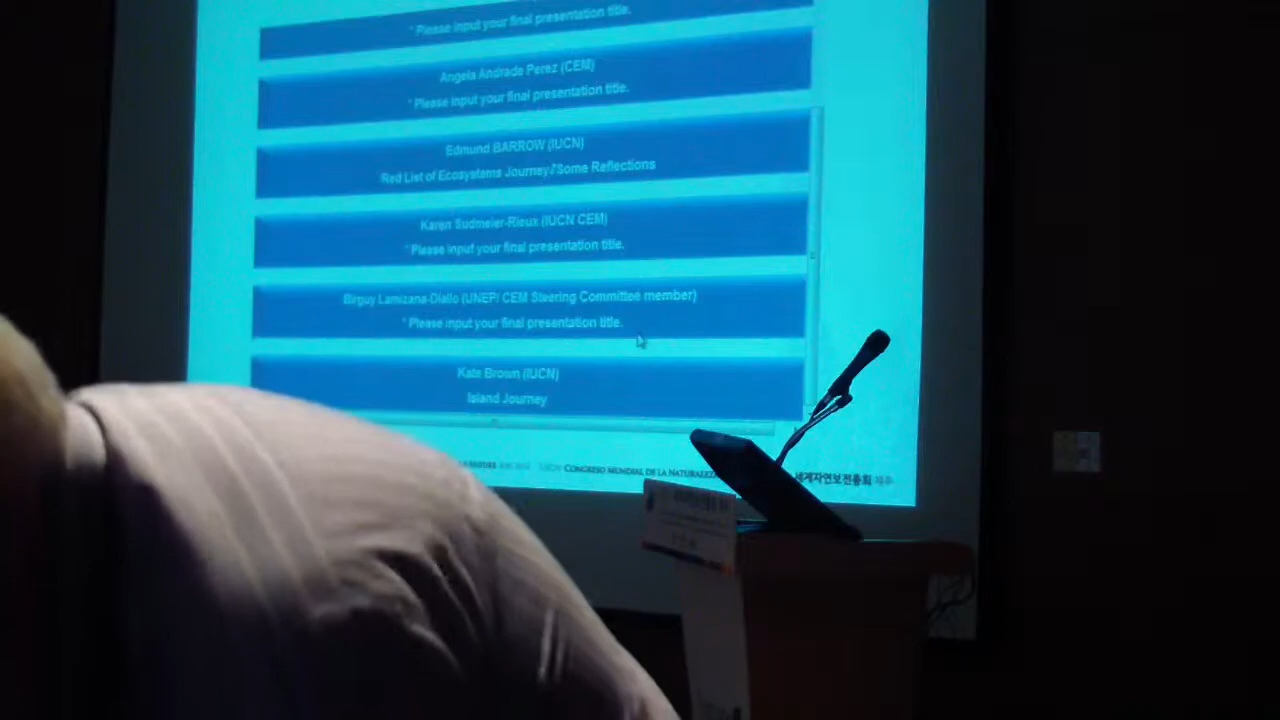 * Please input your final presentation title.
Angela Andrade Perez (CEM)
* Please input your final presentation title.
Edmund BARROW (IUCN)
Red List of Ecosystems Journey/Some Reflections
Karen Sudmeier-Rieux (IUCN CEM)
* Please input your final presentation title.
Birguy Lamizana-Diallo (UNEP/ CEM Steering Committee member)
* Please input your final presentation title.
Kate Brown (IUCN)
Island Journey
CONGRESO MUNDIAL DE LA NATURALEZA
세계자연보전총회 제주